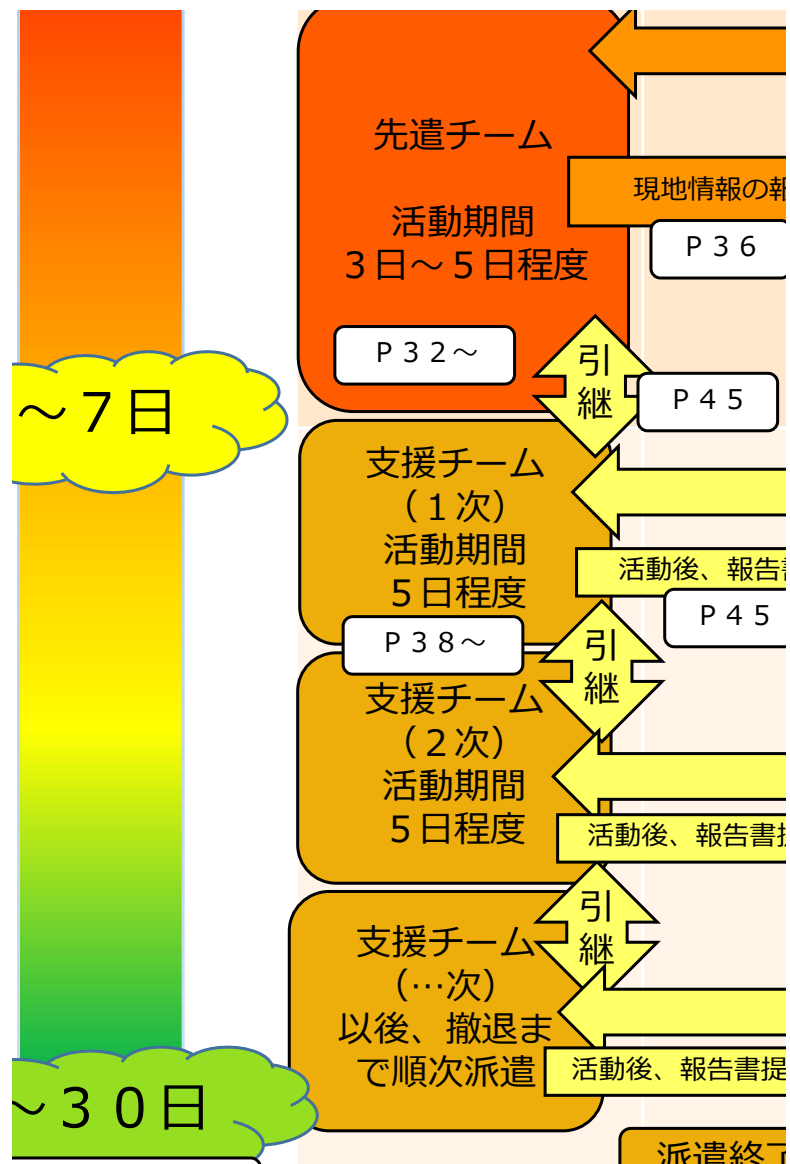 先遣チーム
活動期間
３日～５日程度
現地情報の報
Ｐ３６
Ｐ３２～
引
継
Ｐ４５
～７日
支援チーム
（１次）
活動期間
５日程度
活動後、報告書
Ｐ４５
Ｐ３８～
引
継
支援チーム
（２次）
活動期間
５日程度
活動後、報告書提
引
継
支援チーム
（…次）
以後、撤退ま
で順次派遣
活動後、報告書提
～３０日
派遣終了